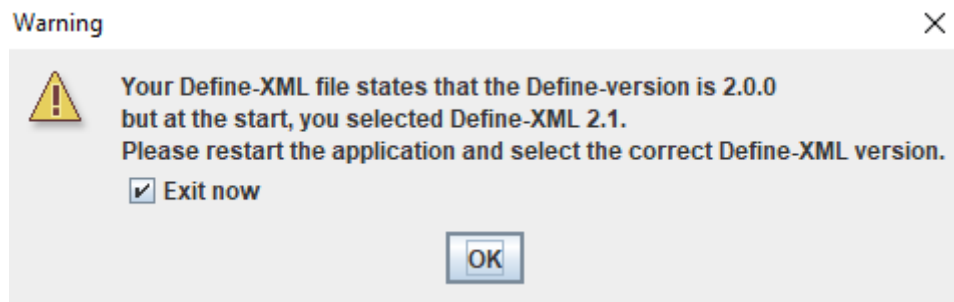 Warning
Your Define-XML file states that the Define-version is 2.0.0
but at the start, you selected Define-XML 2.1.
Please restart the application and select the correct Define-XML version.
Exit now
OK